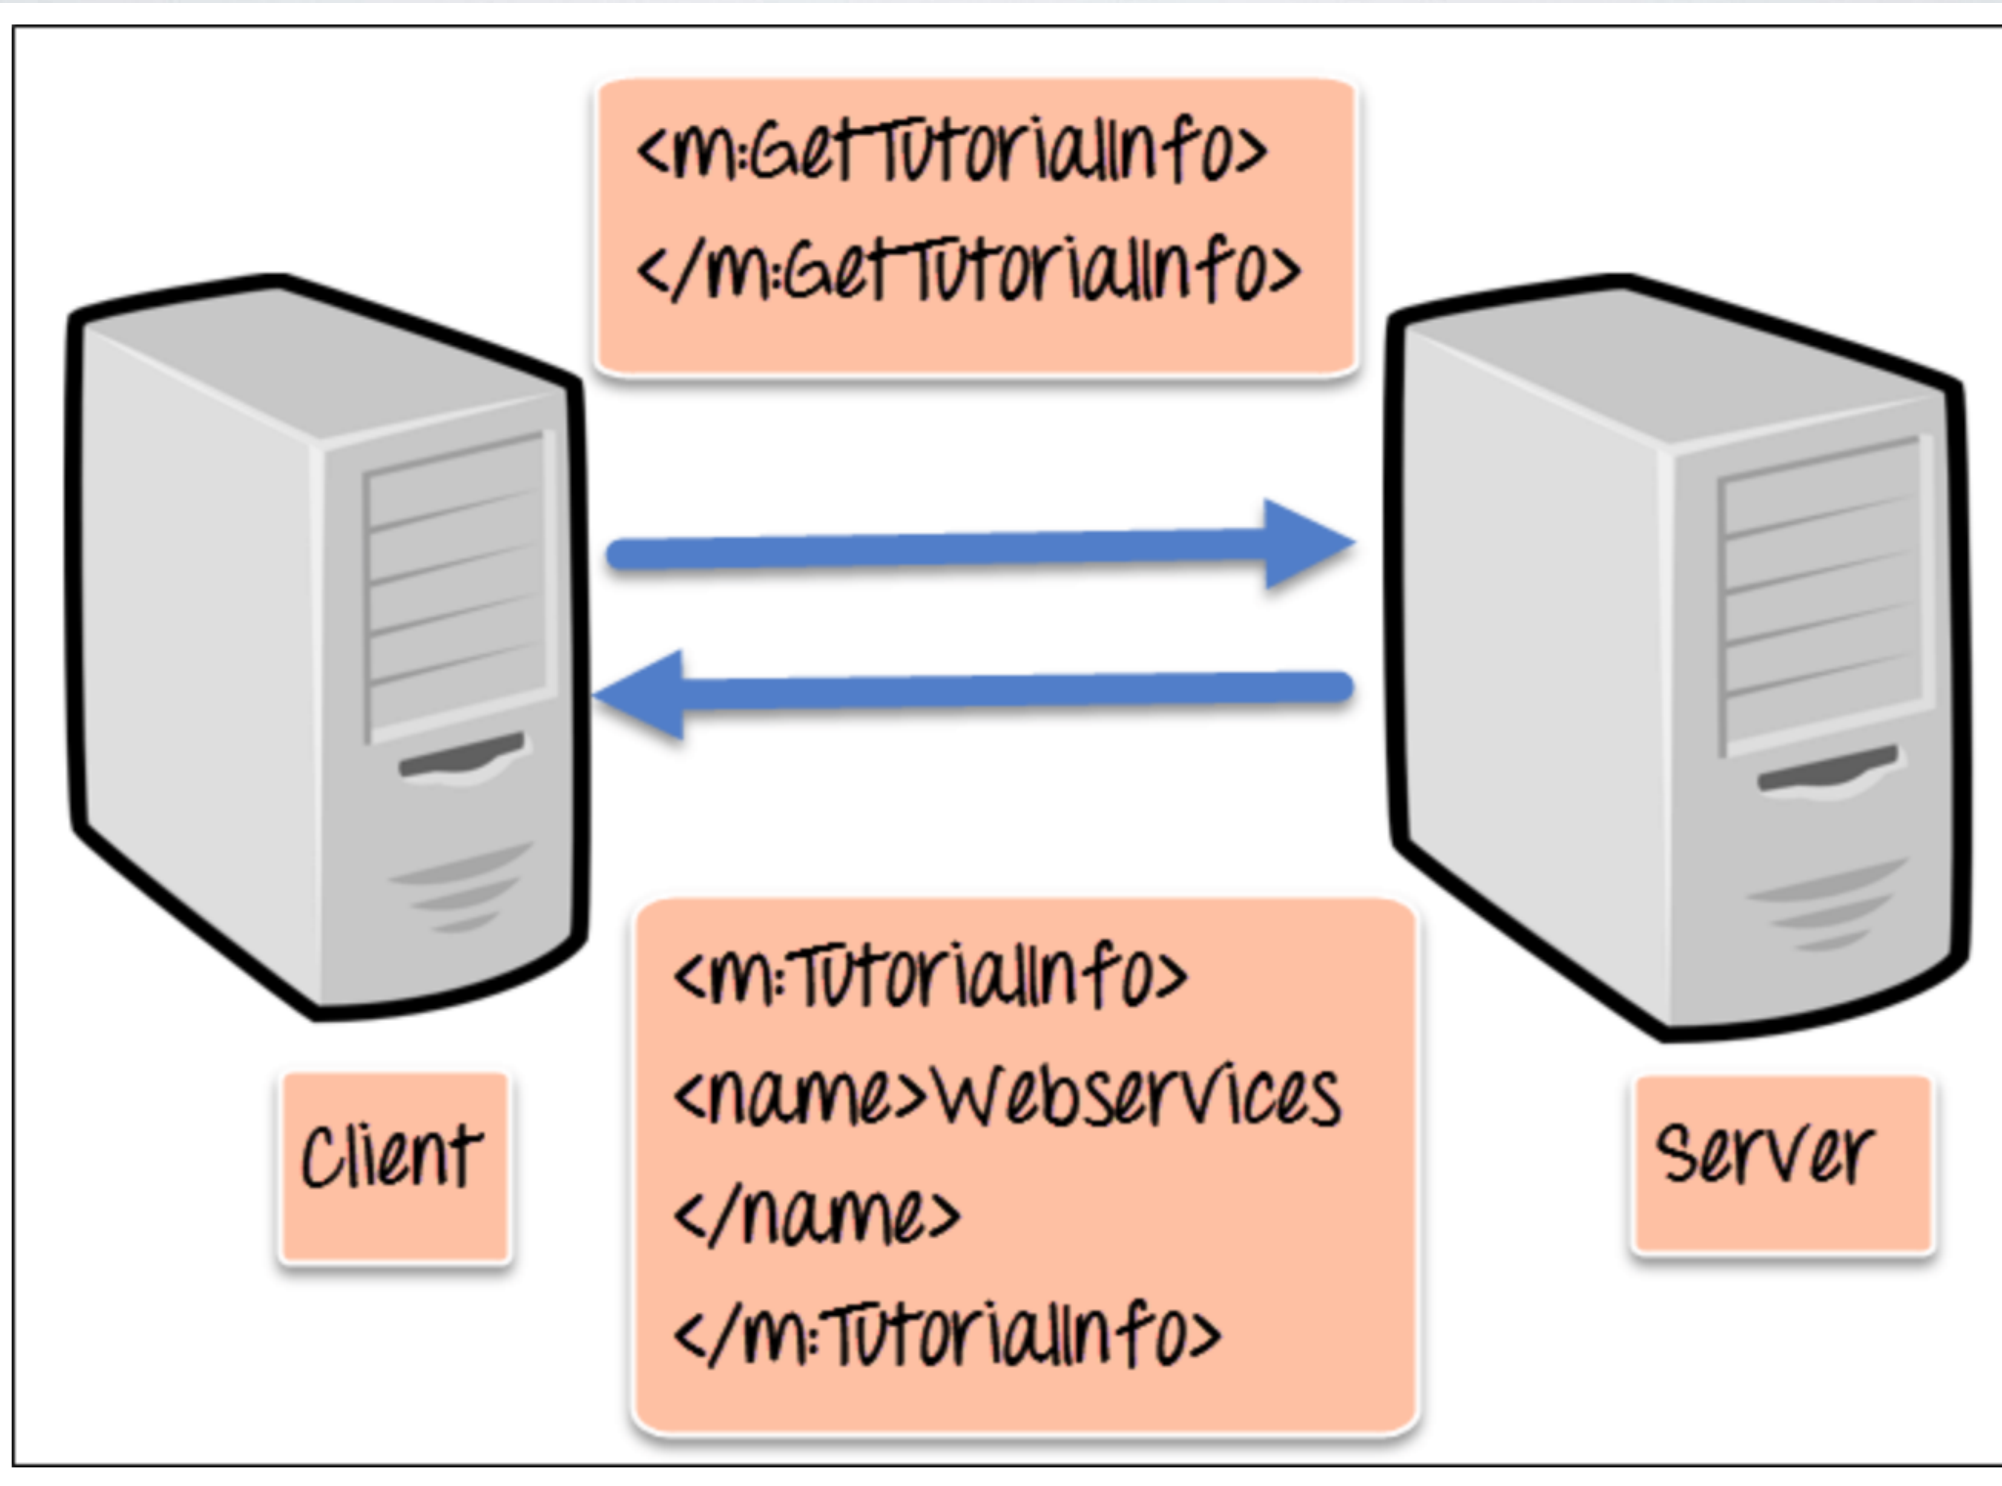 <m:GetTutorialInfo>
</m:GetTutorialInfo>
<m:TutorialInfo>
<name>Webservices
</name>
</m:TutorialInfo>
Client
Server